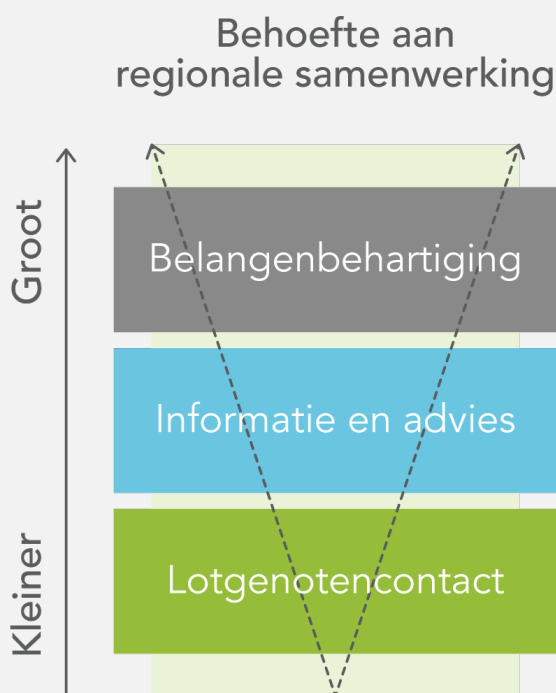 Behoefte aan
regionale samenwerking
Groot
Belangenbehartiging
Informatie en advies
Kleiner
Lotgenotencontact